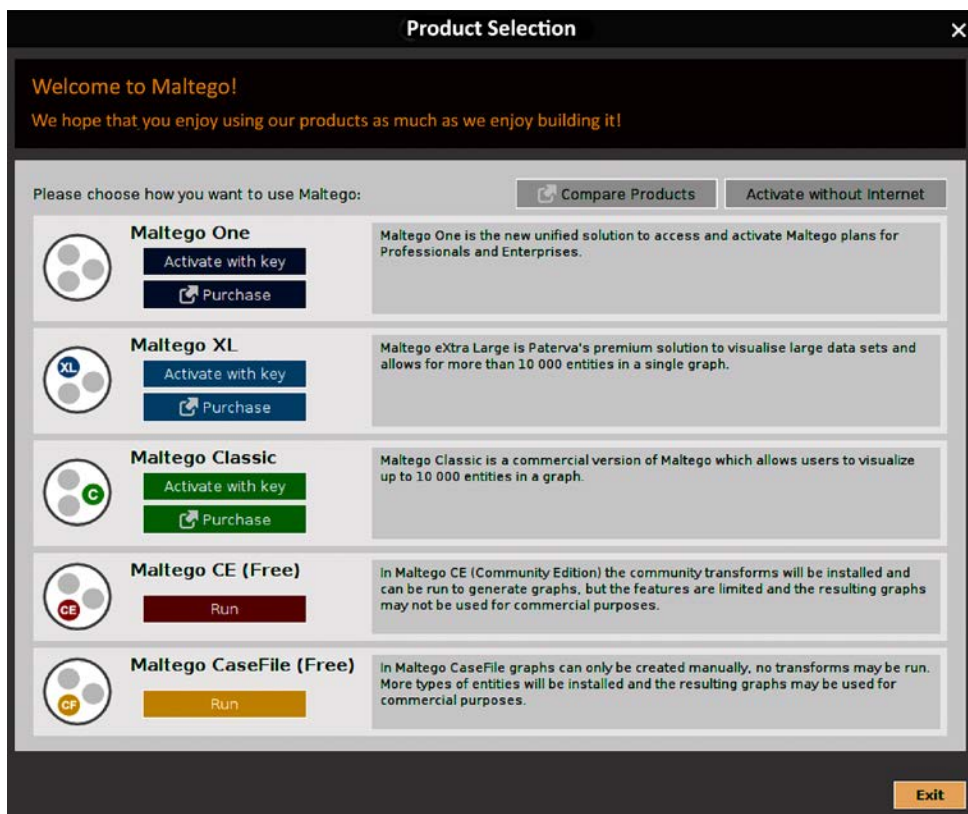 Product Selection
Welcome to Maltego!
We hope that you enjoy using our products as much as we enjoy building it!
Please choose how you want to use Maltego:
Compare Products
Activate without Internet
Maltego One
Activate with key
Purchase
Maltego One is the new unified solution to access and activate Maltego plans for
Professionals and Enterprises.
XL
Maltego XL
Activate with key
Purchase
Maltego eXtra Large is Paterva's premium solution to visualise large data sets and
allows for more than 10 000 entities in a single graph.
C
Maltego Classic
Activate with key
Purchase
Maltego Classic is a commercial version of Maltego which allows users to visualize
up to 10 000 entities in a graph.
CE
Maltego CE (Free)
Run
In Maltego CE (Community Edition) the community transforms will be installed and
can be run to generate graphs, but the features are limited and the resulting graphs
may not be used for commercial purposes.
CF
Maltego CaseFile (Free)
Run
In Maltego CaseFile graphs can only be created manually, no transforms may be run.
More types of entities will be installed and the resulting graphs may be used for
commercial purposes.
Exit